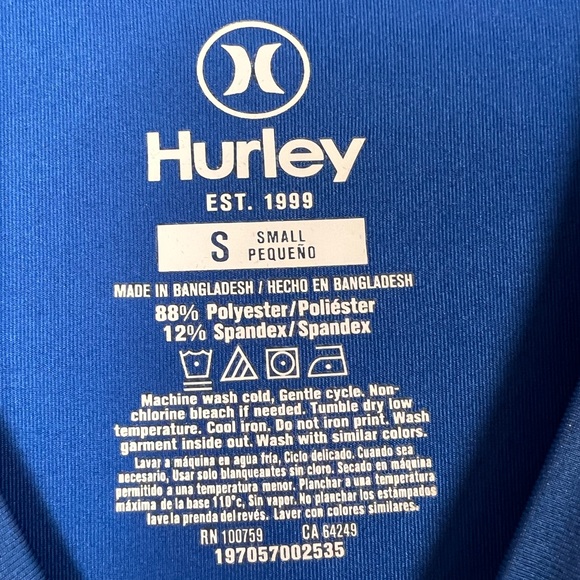 Hurley
EST. 1999
S SMALL
PEQUEÑO
MADE IN BANGLADESH / HECHO EN BANGLADESH
88% Polyester/Poliéster
12% Spandex/Spandex
Machine wash cold, Gentle cycle. Non-
chlorine bleach if needed. Tumble dry low
temperature. Cool iron. Do not iron print. Wash
garment inside out. Wash with similar colors.
Lavar a máquina en agua fría, Ciclo delicado. Cuando sea
necesario, Usar solo blanqueantes sin cloro. Secado en máquina
permitido a una temperatura menor. Planchar a una temperatura
máxima de la base 110°c, Sin vapor. No planchar los estámpados
lave la prenda del revés. Laver con colores similares.
RN 100759 CA 64249
197057002535